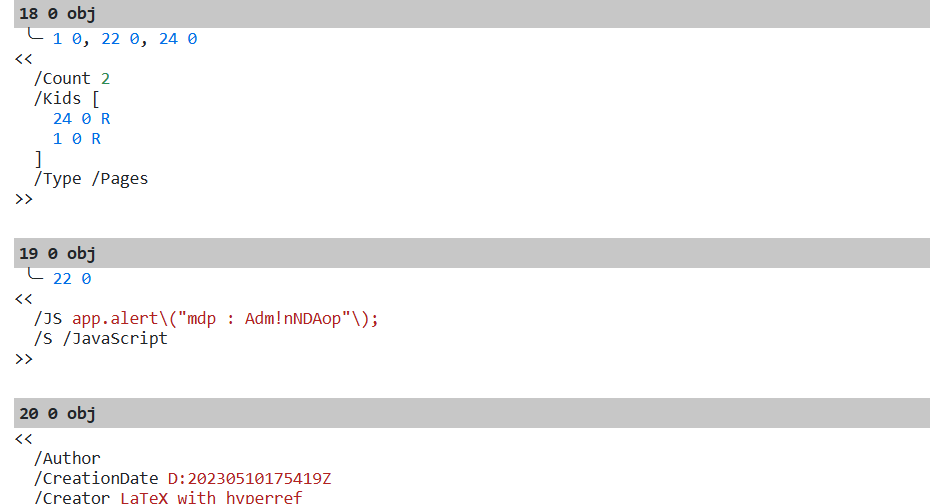 18 0 obj
1 0, 22 0, 24 0
<<
/Count 2
/Kids [
24 0 R
1 0 R
]
/Type /Pages
>>
19 0 obj
22 0
<<
/JS app.alert\("mdp : Adm!nNDAop"\);
/S /JavaScript
>>
20 0 obj
<<
/Author
/CreationDate D:20230510175419Z
/Creator LaTeX with hyperref